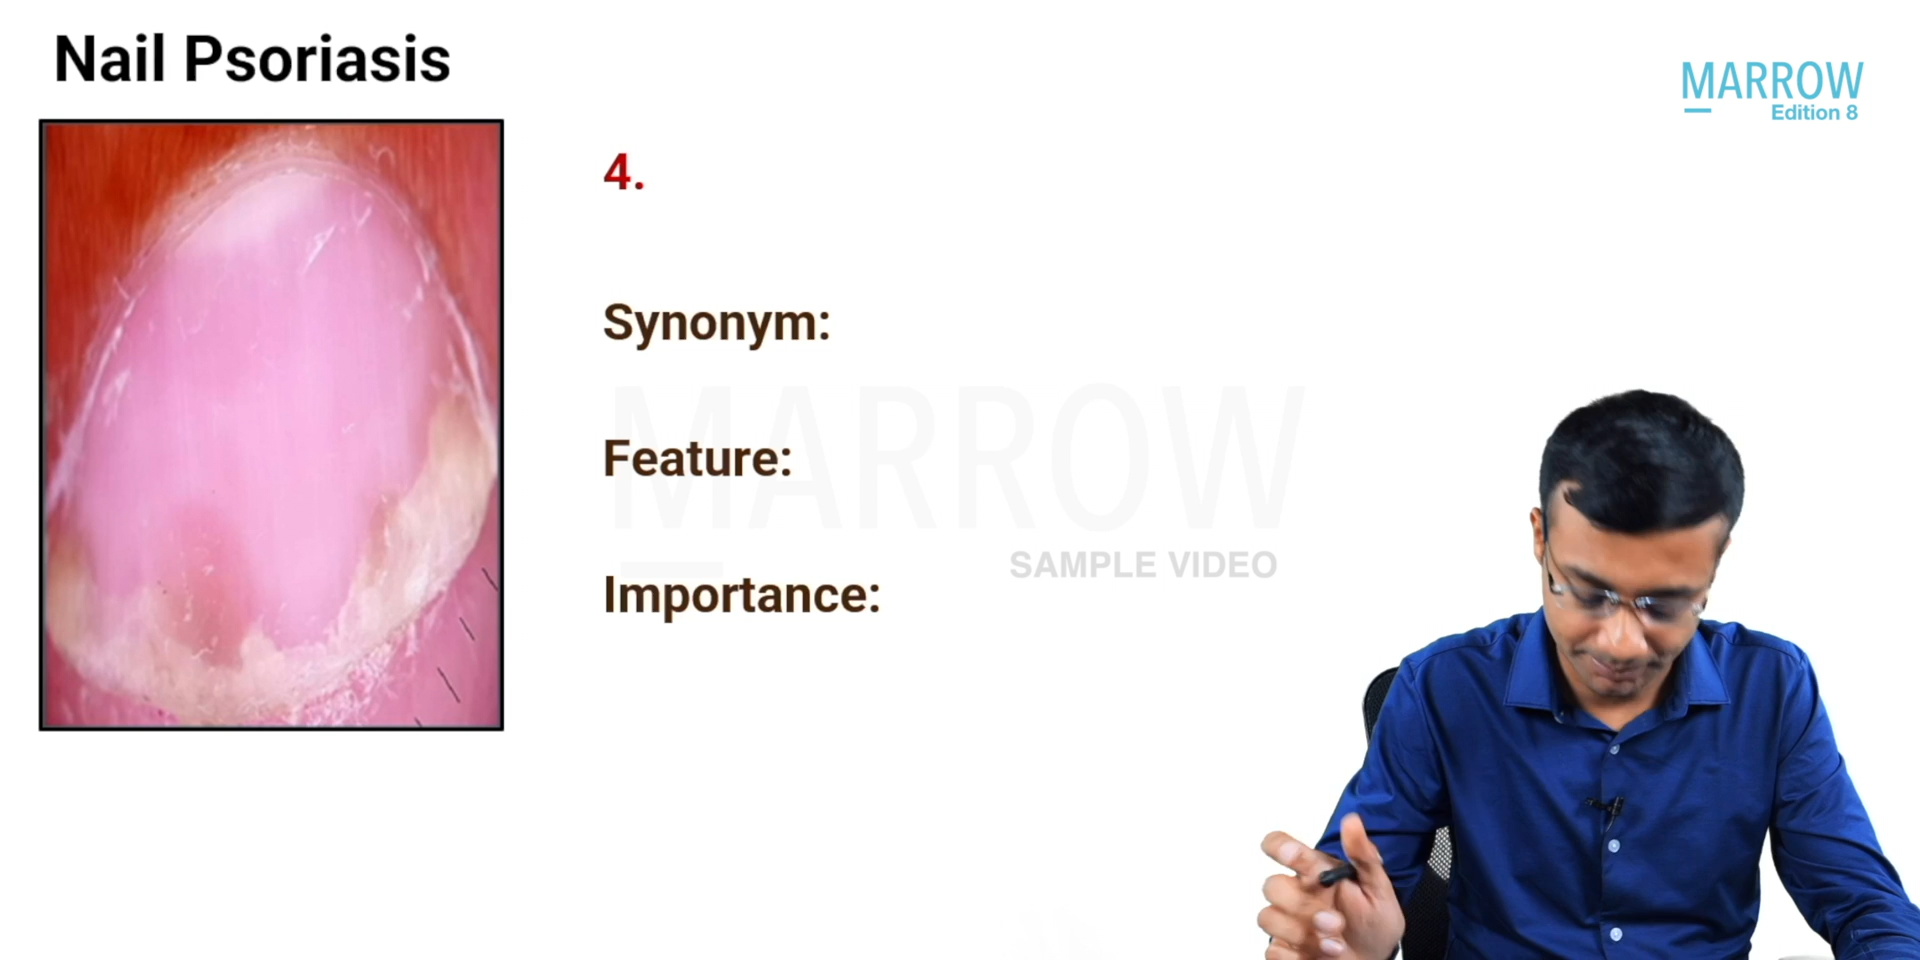 Nail Psoriasis
MARROW
Edition 8
4.
Synonym:
MARROW
Feature:
SAMPLE VIDEO
Importance: